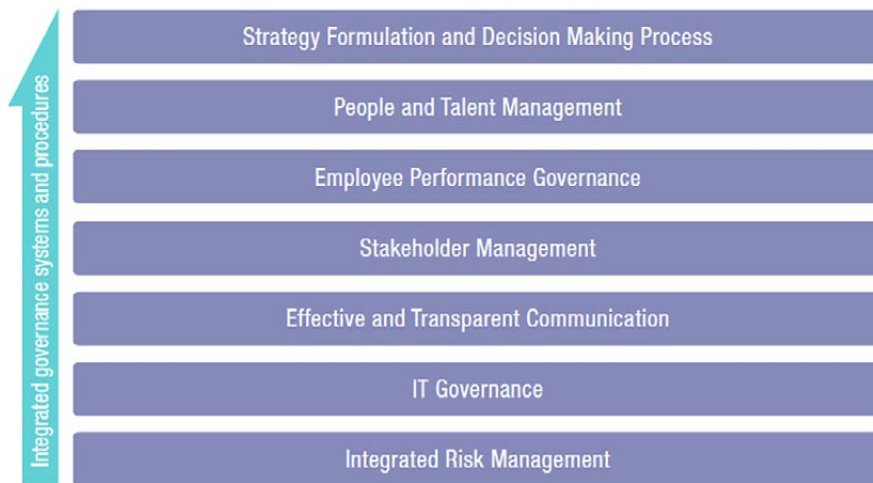 Integrated governance systems and procedures
Strategy Formulation and Decision Making Process
People and Talent Management
Employee Performance Governance
Stakeholder Management
Effective and Transparent Communication
IT Governance
Integrated Risk Management